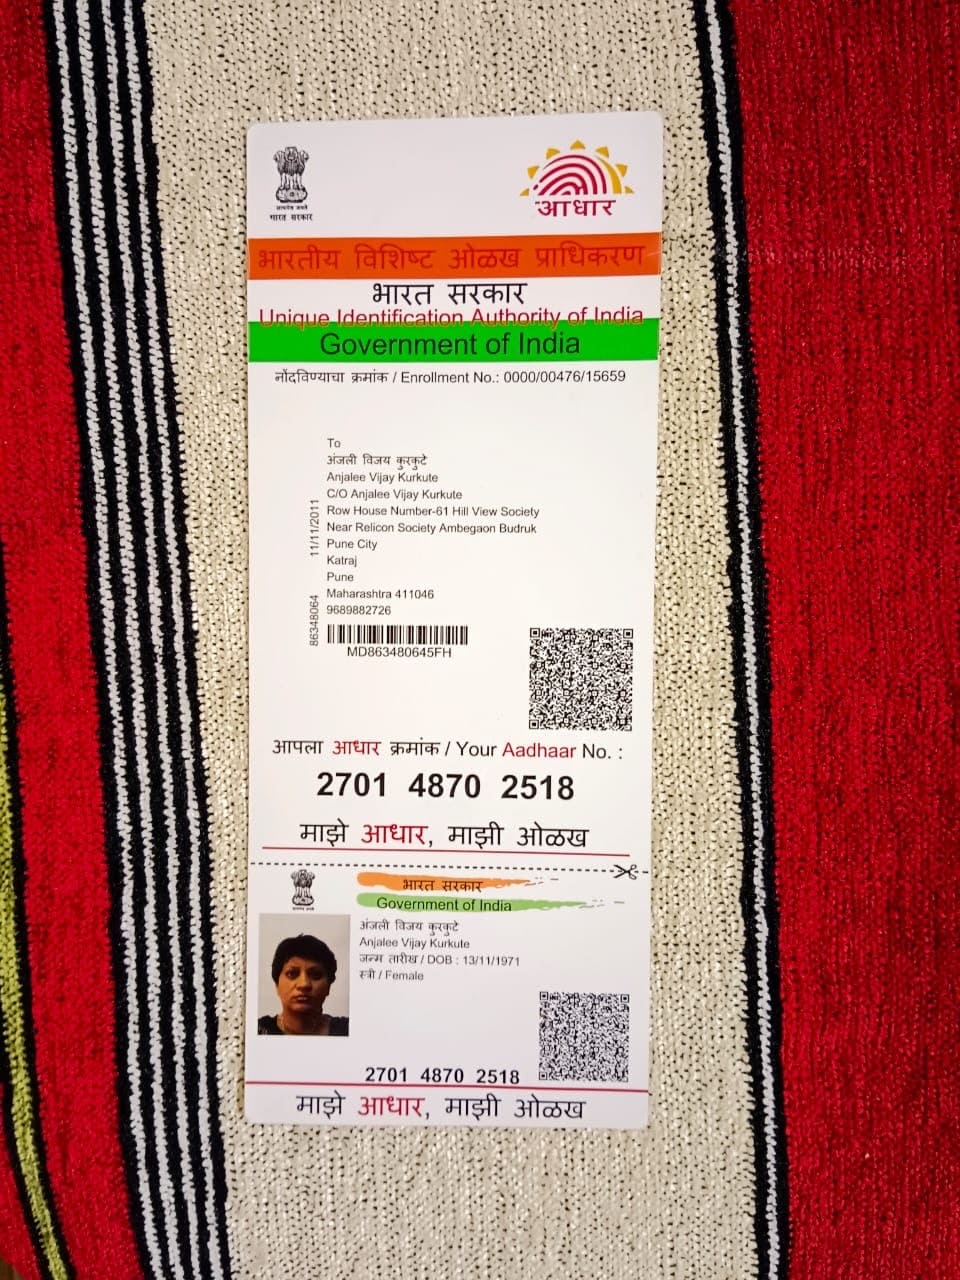 सत्यमेव जयते
भारत सरकार
आधार
भारतीय विशिष्ट ओळख प्राधिकरण
भारत सरकार
Unique Identification Authority of India
Government of India
नोंदविण्याचा क्रमांक / Enrollment No.: 0000/00476/15659
To
अंजली विजय कुरकुटे
Anjalee Vijay Kurkute
C/O Anjalee Vijay Kurkute
Row House Number-61 Hill View Society
Near Relicon Society Ambegaon Budruk
Pune City
Katraj
Pune
Maharashtra 411046
9689882726
11/11/2011
86348064
MD863480645FH
आपला आधार क्रमांक / Your Aadhaar No. :
2701 4870 2518
माझे आधार, माझी ओळख
भारत सरकार
Government of India
अंजली विजय कुरकुटे
Anjalee Vijay Kurkute
जन्म तारीख / DOB : 13/11/1971
स्त्री / Female
2701 4870 2518
माझे आधार, माझी ओळख